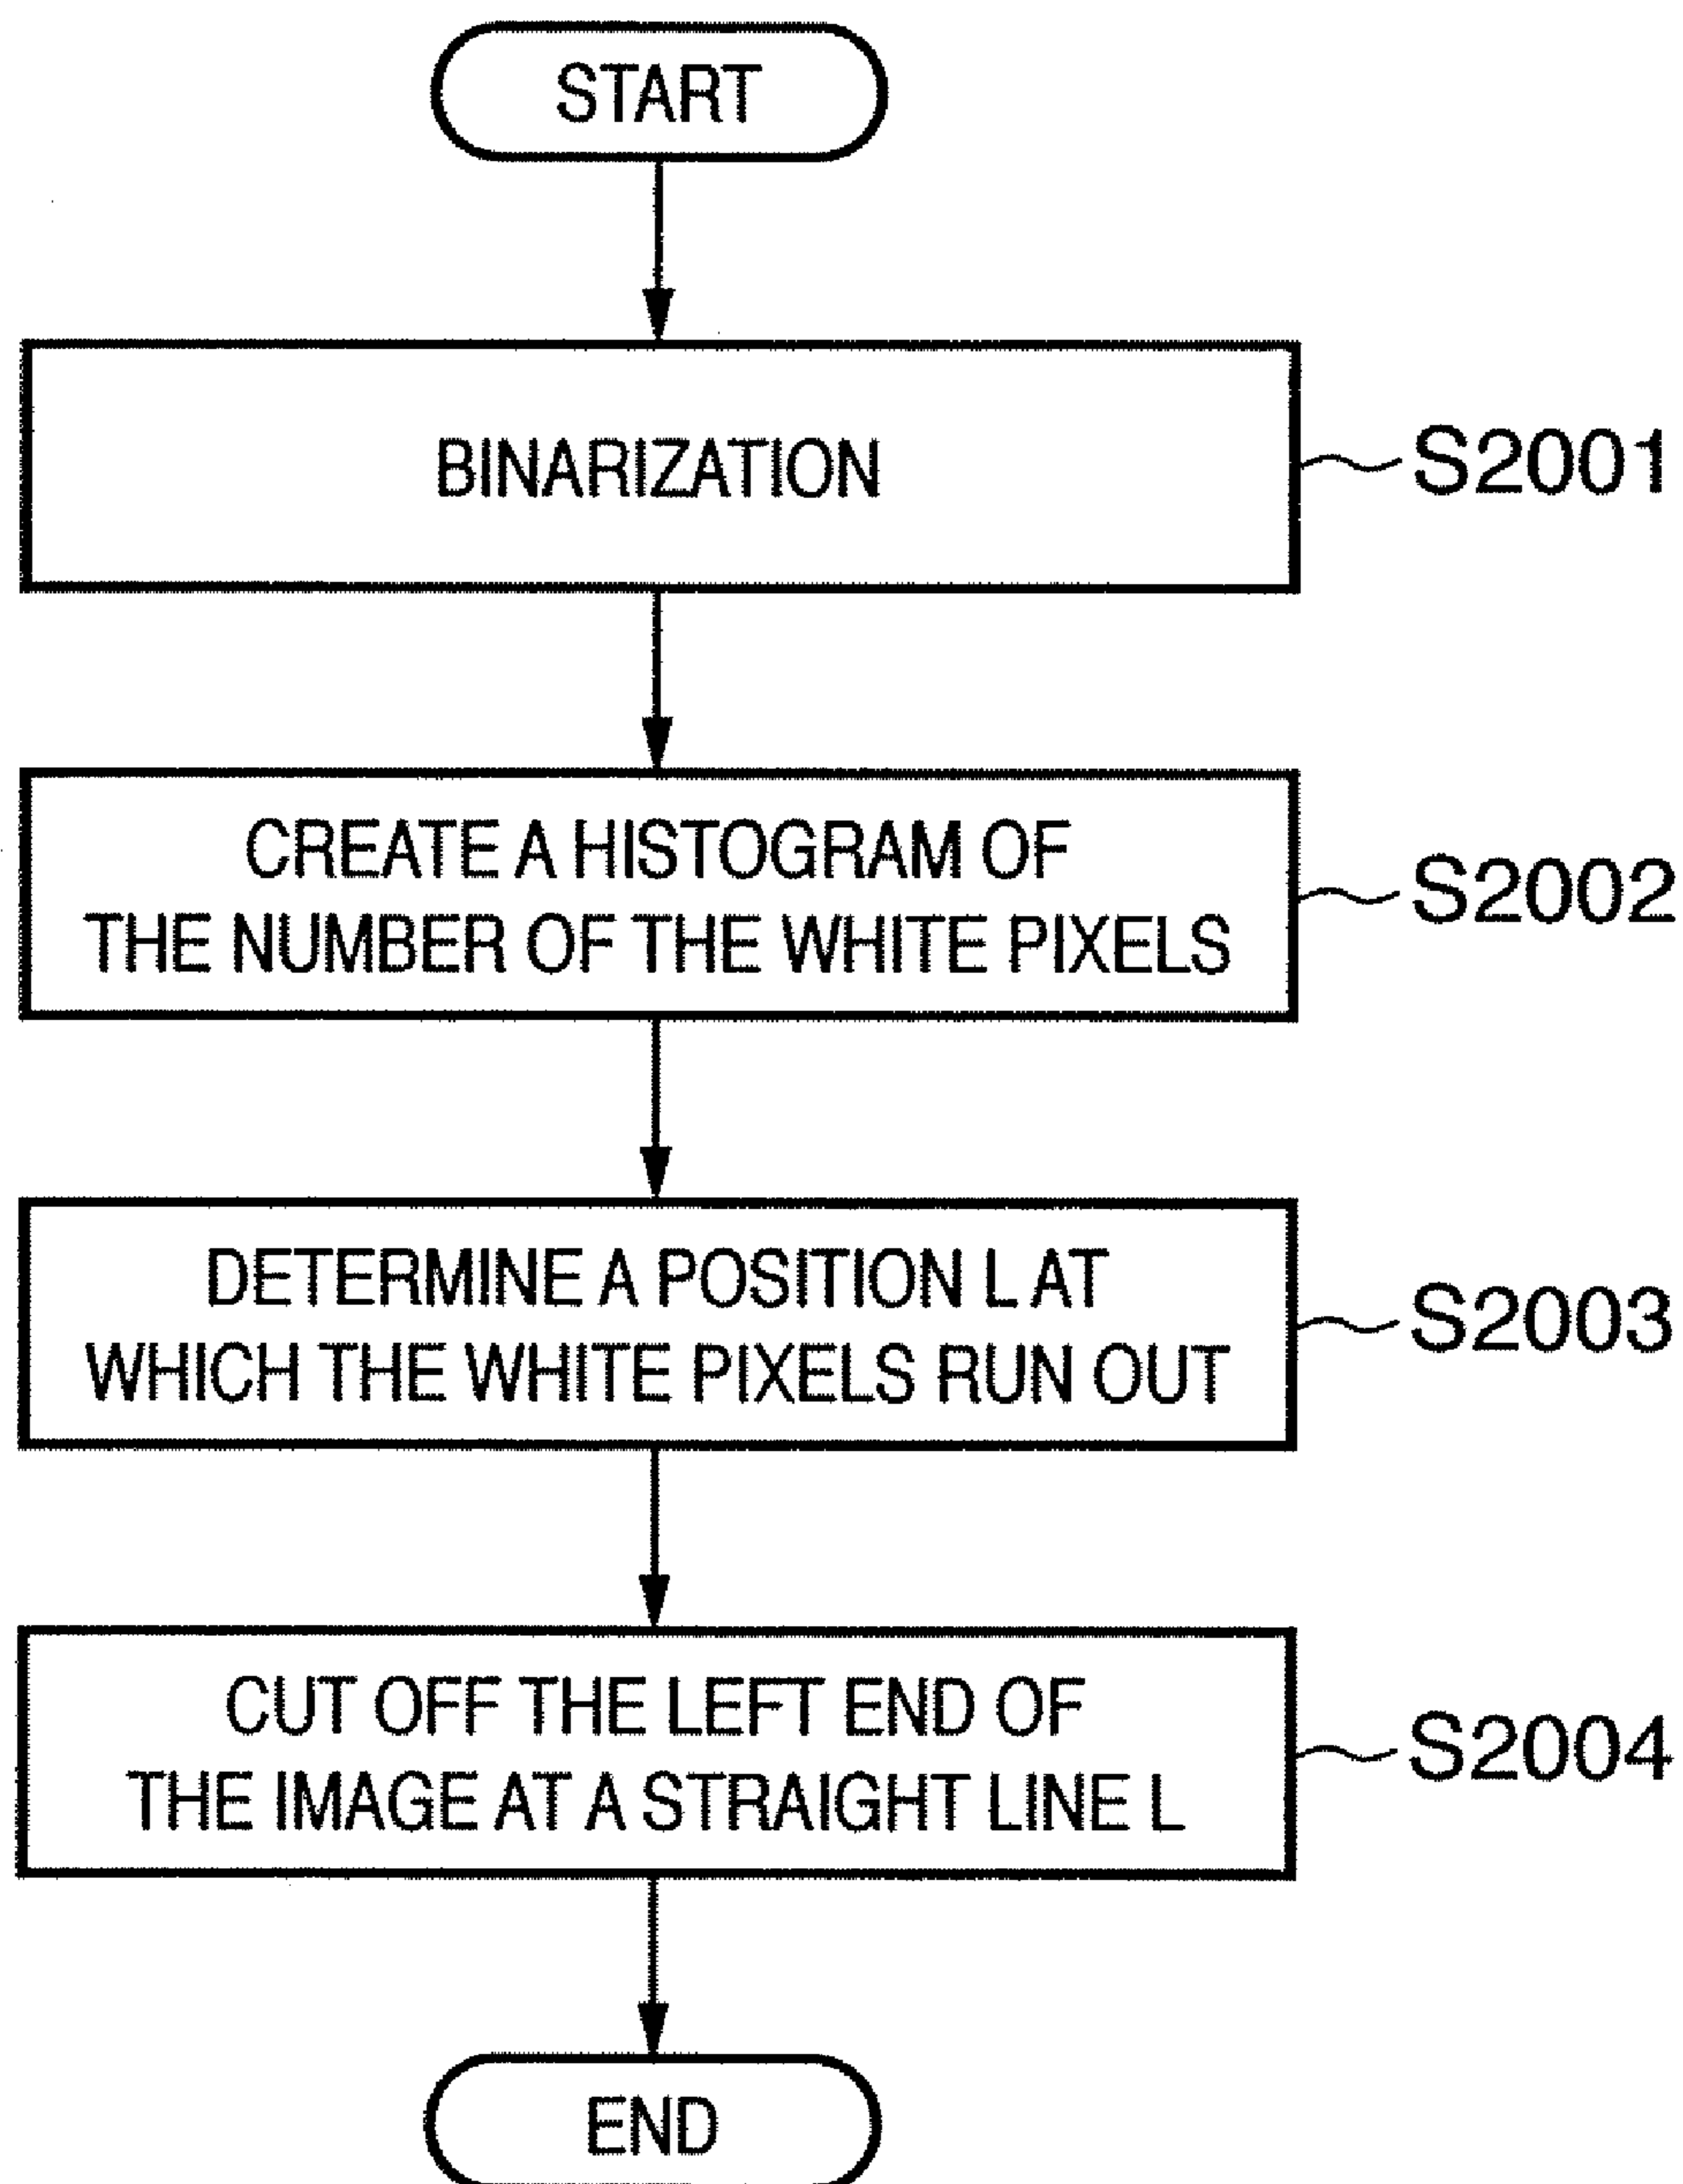 START
BINARIZATION
S2001
CREATE A HISTOGRAM OF
THE NUMBER OF THE WHITE PIXELS
S2002
DETERMINE A POSITION L AT
WHICH THE WHITE PIXELS RUN OUT
S2003
CUT OFF THE LEFT END OF
THE IMAGE AT A STRAIGHT LINE L
S2004
END